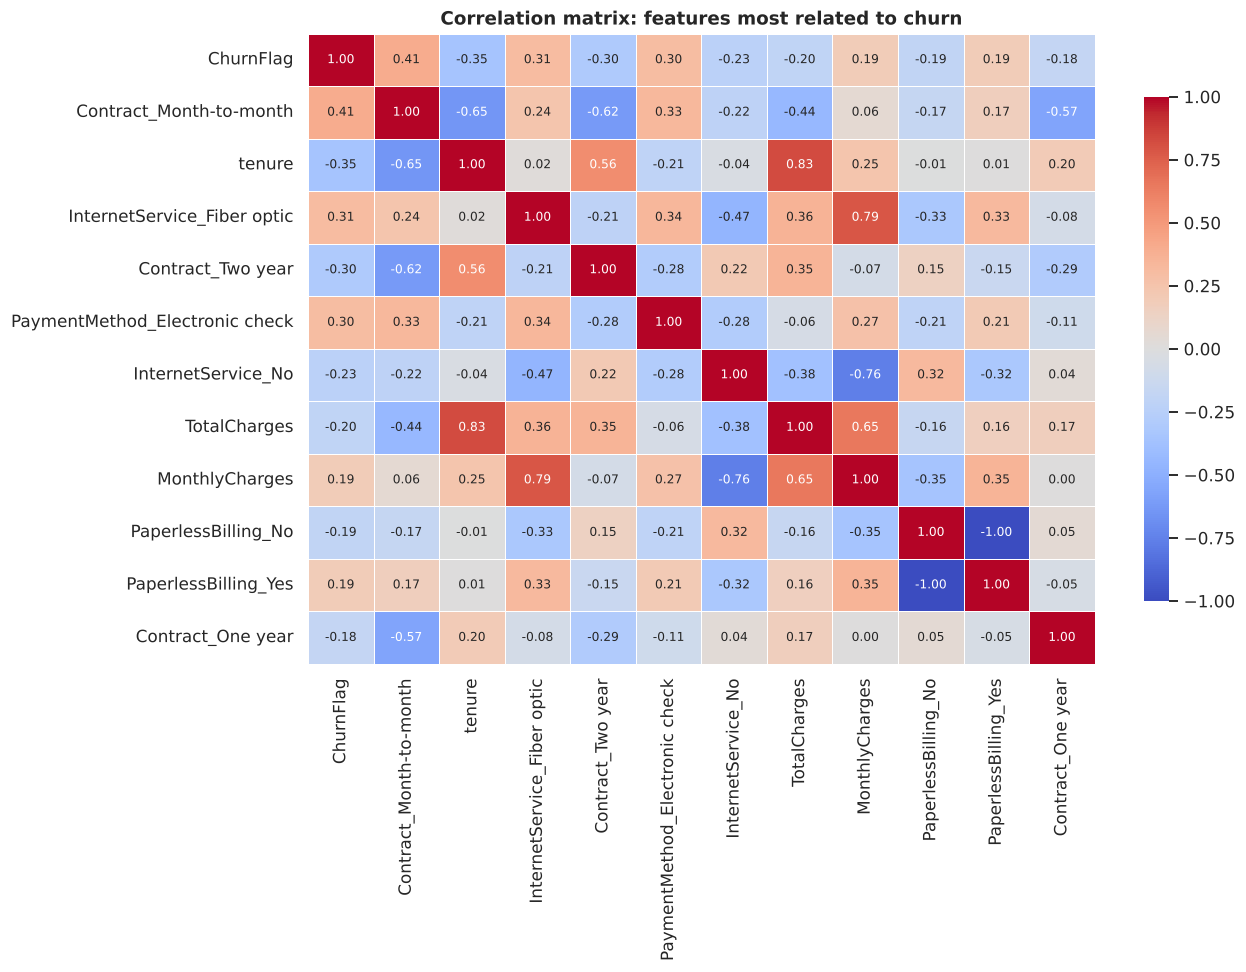 Correlation matrix: features most related to churn
ChurnFlag 1.00 0.41 -0.35 0.31 -0.30 0.30 -0.23 -0.20 0.19 -0.19 0.19 -0.18
Contract_Month-to-month 0.41 1.00 -0.65 0.24 -0.62 0.33 -0.22 -0.44 0.06 -0.17 0.17 -0.57
tenure -0.35 -0.65 1.00 0.02 0.56 -0.21 -0.04 0.83 0.25 -0.01 0.01 0.20
InternetService_Fiber optic 0.31 0.24 0.02 1.00 -0.21 0.34 -0.47 0.36 0.79 -0.33 0.33 -0.08
Contract_Two year -0.30 -0.62 0.56 -0.21 1.00 -0.28 0.22 0.35 -0.07 0.15 -0.15 -0.29
PaymentMethod_Electronic check 0.30 0.33 -0.21 0.34 -0.28 1.00 -0.28 -0.06 0.27 -0.21 0.21 -0.11
InternetService_No -0.23 -0.22 -0.04 -0.47 0.22 -0.28 1.00 -0.38 -0.76 0.32 -0.32 0.04
TotalCharges -0.20 -0.44 0.83 0.36 0.35 -0.06 -0.38 1.00 0.65 -0.16 0.16 0.17
MonthlyCharges 0.19 0.06 0.25 0.79 -0.07 0.27 -0.76 0.65 1.00 -0.35 0.35 0.00
PaperlessBilling_No -0.19 -0.17 -0.01 -0.33 0.15 -0.21 0.32 -0.16 -0.35 1.00 -1.00 0.05
PaperlessBilling_Yes 0.19 0.17 0.01 0.33 -0.15 0.21 -0.32 0.16 0.35 -1.00 1.00 -0.05
Contract_One year -0.18 -0.57 0.20 -0.08 -0.29 -0.11 0.04 0.17 0.00 0.05 -0.05 1.00
ChurnFlag
Contract_Month-to-month
tenure
InternetService_Fiber optic
Contract_Two year
PaymentMethod_Electronic check
InternetService_No
TotalCharges
MonthlyCharges
PaperlessBilling_No
PaperlessBilling_Yes
Contract_One year
1.00
0.75
0.50
0.25
0.00
−0.25
−0.50
−0.75
−1.00